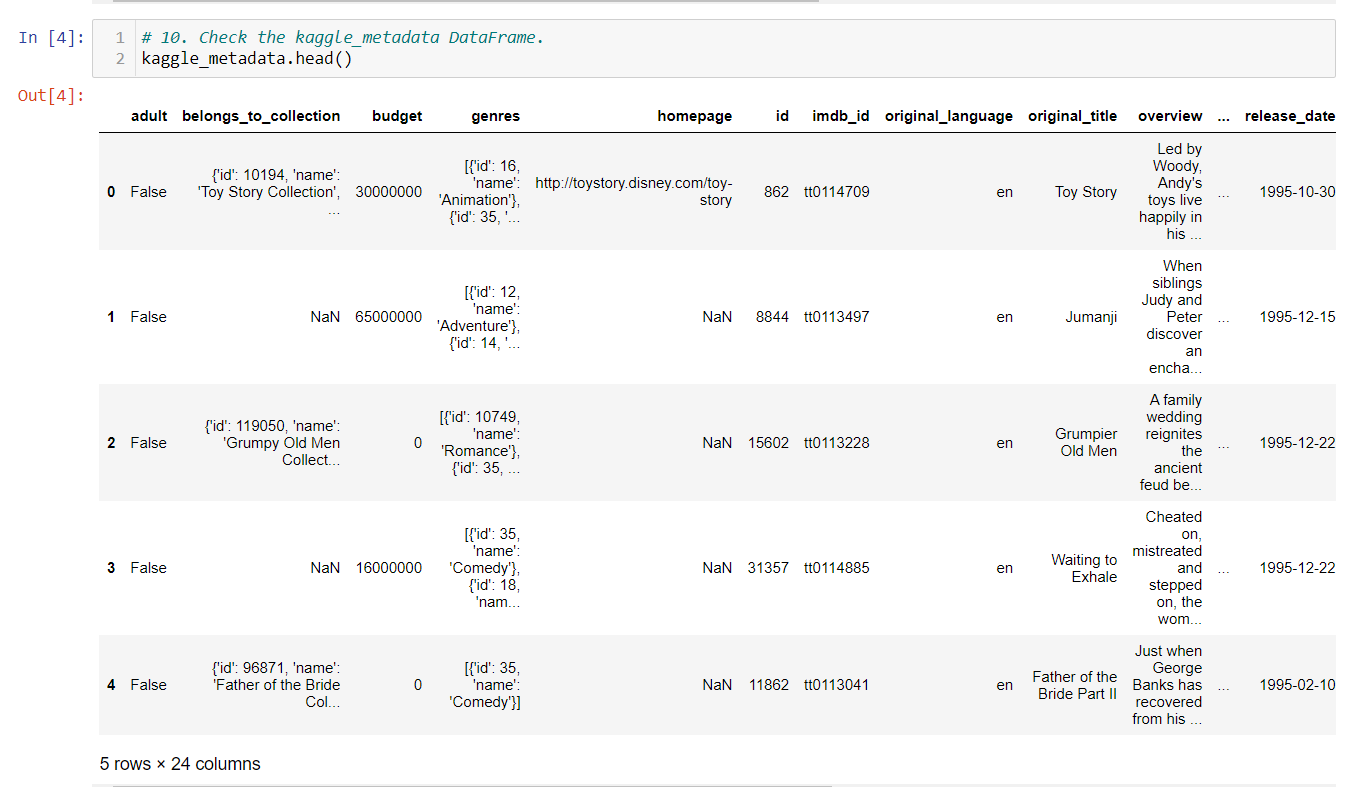 In [4]:
1 # 10. Check the kaggle_metadata DataFrame.
2 kaggle_metadata.head()
Out[4]:
adult belongs_to_collection budget genres homepage id imdb_id original_language original_title overview ... release_date
0 False {'id': 10194, 'name':
'Toy Story Collection',
...
30000000
[{'id': 16,
'name':
'Animation'},
{'id': 35, '...
http://toystory.disney.com/toy-
story
862 tt0114709 en Toy Story
Led by
Woody,
Andy's
toys live
happily in
his ...
... 1995-10-30
1 False NaN 65000000
[{'id': 12,
'name':
'Adventure'},
{'id': 14, '...
NaN 8844 tt0113497 en Jumanji
When
siblings
Judy and
Peter
discover
an
encha...
... 1995-12-15
2 False {'id': 119050, 'name':
'Grumpy Old Men
Collect...
0
[{'id': 10749,
'name':
'Romance'},
{'id': 35, ...
NaN 15602 tt0113228 en Grumpier
Old Men
A family
wedding
reignites
the
ancient
feud be...
... 1995-12-22
3 False NaN 16000000
[{'id': 35,
'name':
'Comedy'},
{'id': 18,
'nam...
NaN 31357 tt0114885 en Waiting to
Exhale
Cheated
on,
mistreated
and
stepped
on, the
wom...
... 1995-12-22
4 False {'id': 96871, 'name':
'Father of the Bride
Col...
0
[{'id': 35,
'name':
'Comedy'}]
NaN 11862 tt0113041 en Father of the
Bride Part II
Just when
George
Banks has
recovered
from his ...
... 1995-02-10
5 rows × 24 columns